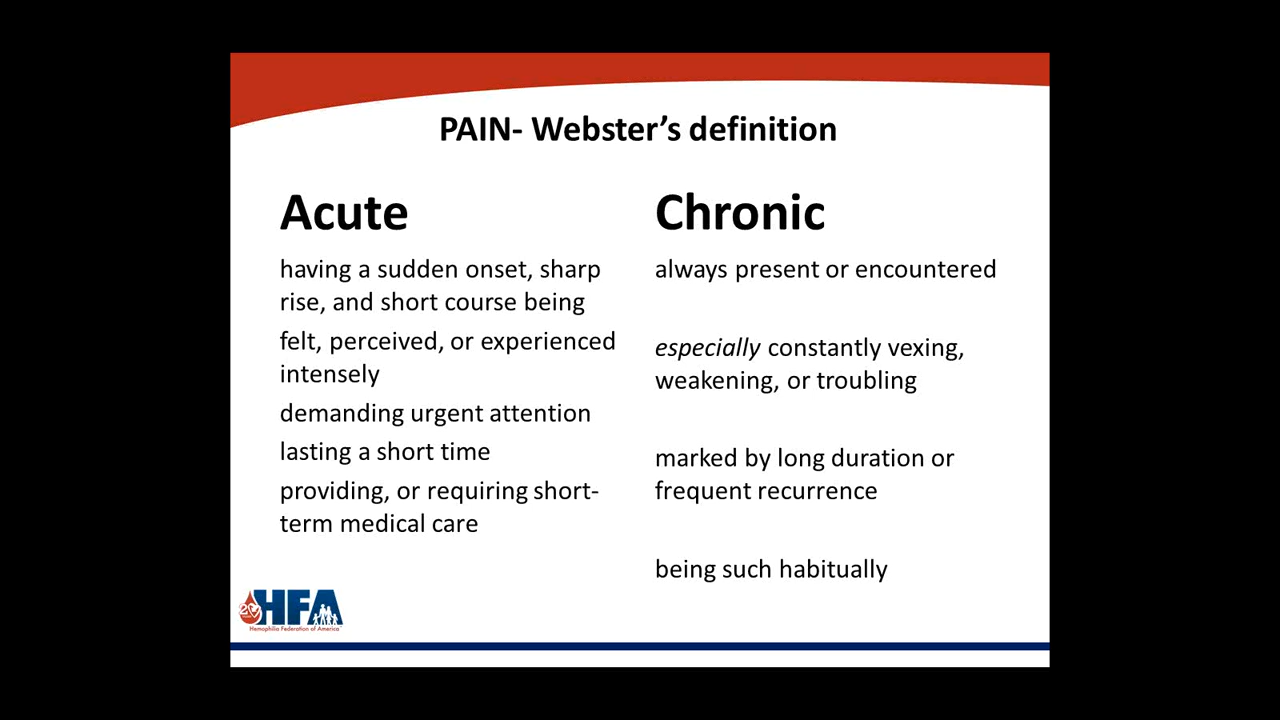 PAIN- Webster’s definition
Acute
having a sudden onset, sharp
rise, and short course being
felt, perceived, or experienced
intensely
demanding urgent attention
lasting a short time
providing, or requiring short-
term medical care
Chronic
always present or encountered
especially constantly vexing,
weakening, or troubling
marked by long duration or
frequent recurrence
being such habitually
HFA
Hemophilia Federation of America